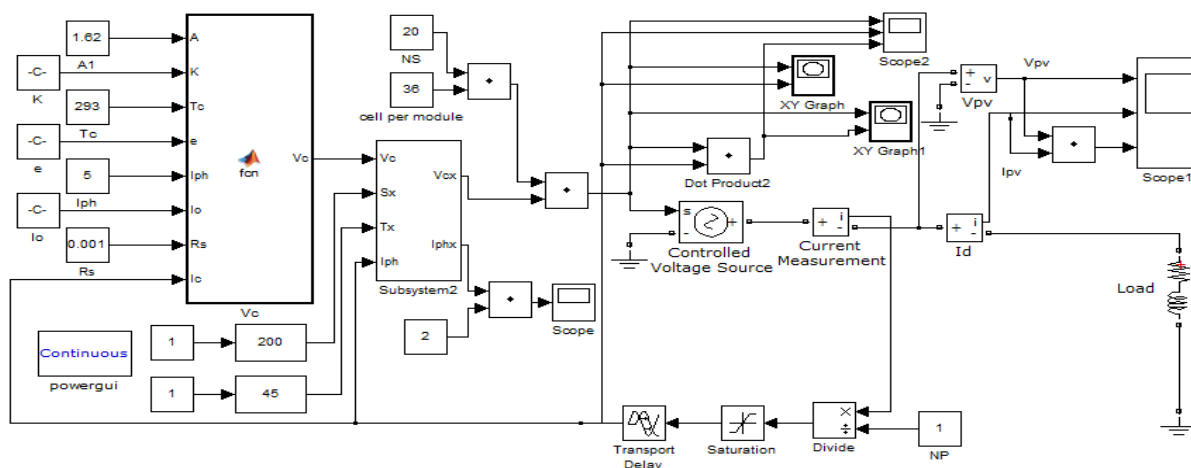 1.62
A1
-C-
K
293
Tc
-C-
e
5
Iph
-C-
Io
0.001
Rs
A
K
Tc
e
Iph
Io
Rs
Ic
fcn
Vc
Vc
Continuous
powergui
1
200
1
45
20
NS
36
cell per module
Vc
Sx
Tx
Iph
Vcx
Iphx
Subsystem2
2
Scope
Dot Product2
XY Graph
XY Graph1
Scope2
s
+
-
Controlled
Voltage Source
+
-
i
Current
Measurement
+
-
v
Vpv
Vpv
+
-
i
Id
Ipv
Scope1
Load
Transport
Delay
Saturation
×
÷
Divide
1
NP